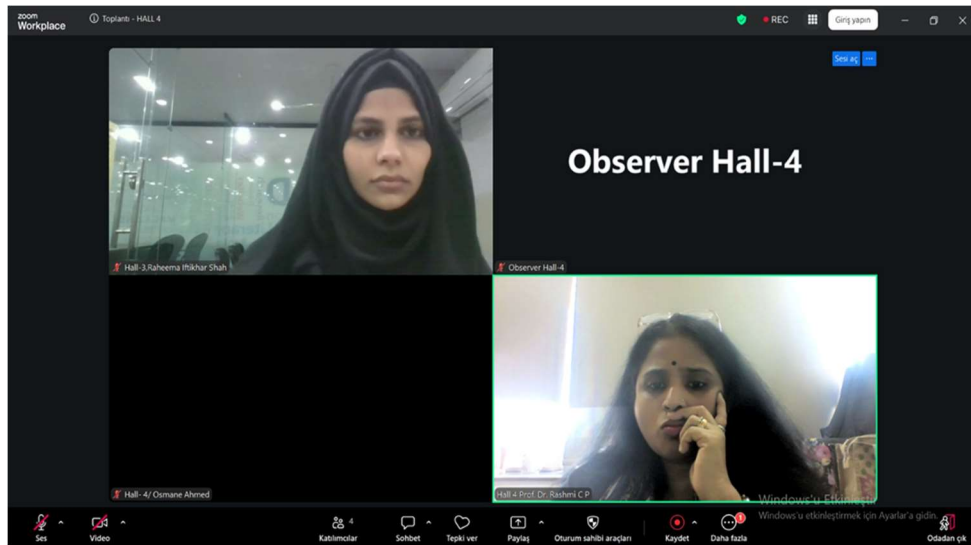 zoom
Workplace
Toplantı - HALL 4
REC
Giriş yapın
Sesi aç
Observer Hall-4
Hall-3,Raheema Iftikhar Shah
Observer Hall-4
Hall- 4/ Osmane Ahmed
Hall 4 Prof. Dr. Rashmi C P
Windows'u Etkinleştir
Windows'u etkinleştirmek için Ayarlar'a gidin.
Ses
Video
4
Katılımcılar
Sohbet
Tepki ver
Paylaş
Oturum sahibi araçları
Kaydet
Daha fazla
Odadan çık